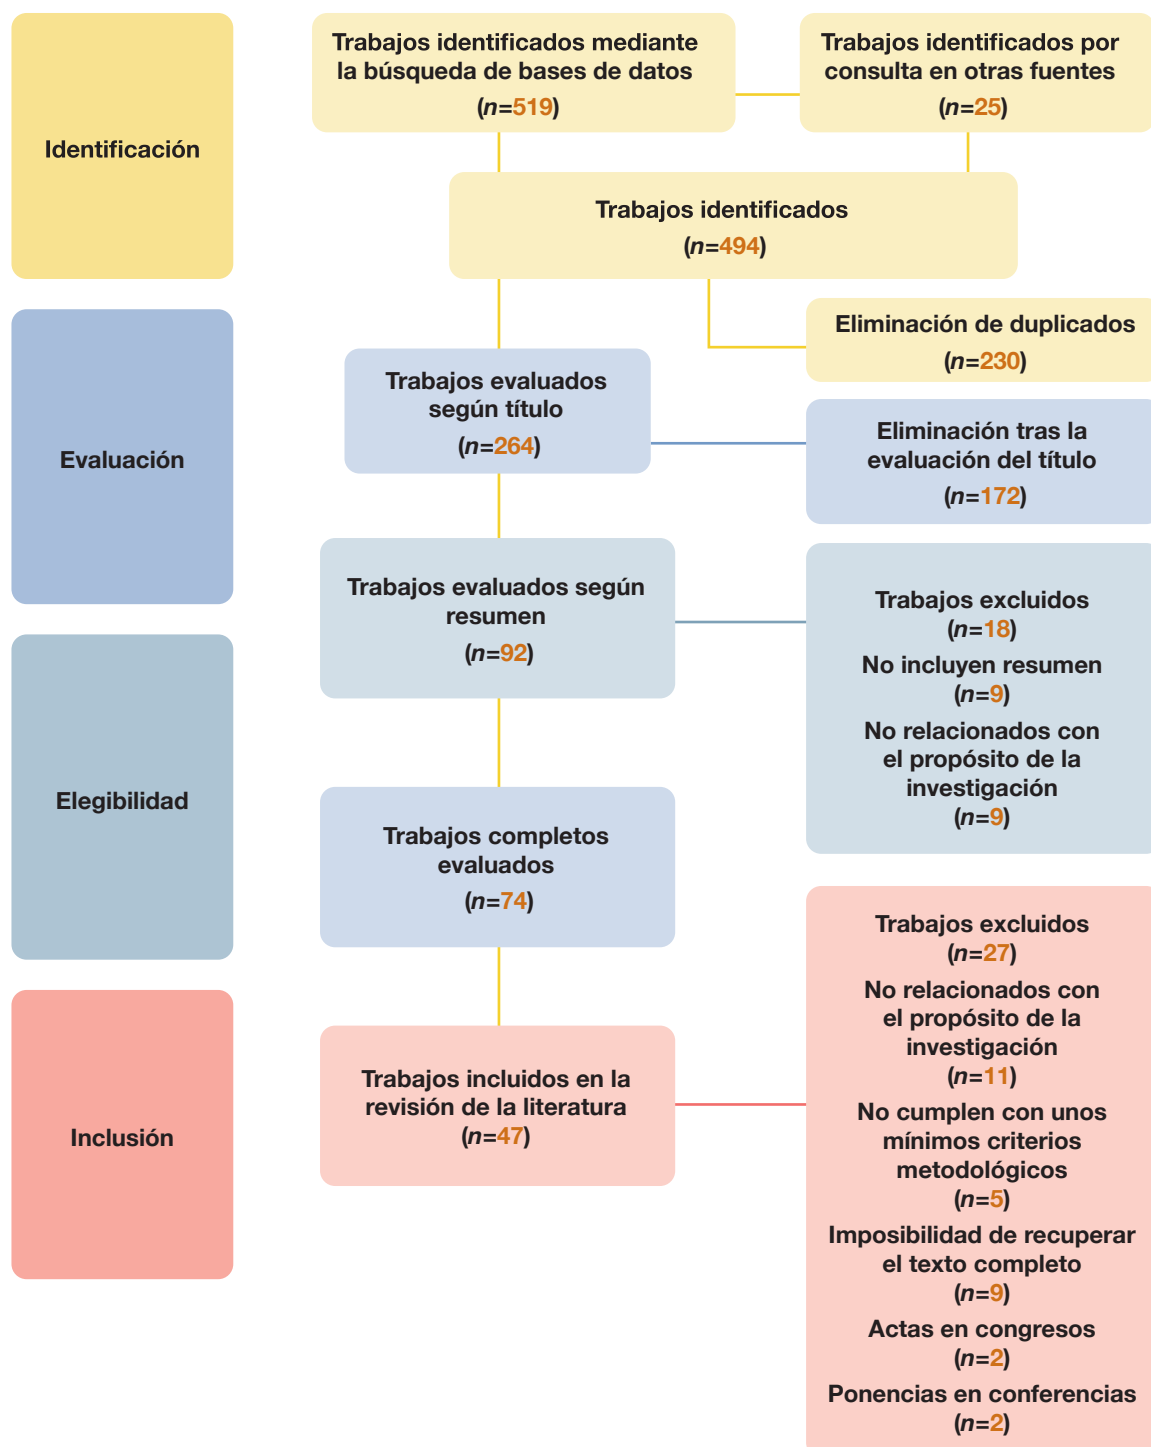 Identificación
Trabajos identificados mediante
la búsqueda de bases de datos
(n=519)
Trabajos identificados por
consulta en otras fuentes
(n=25)
Trabajos identificados
(n=494)
Eliminación de duplicados
(n=230)
Evaluación
Trabajos evaluados
según título
(n=264)
Eliminación tras la
evaluación del título
(n=172)
Trabajos evaluados según
resumen
(n=92)
Trabajos excluidos
(n=18)
No incluyen resumen
(n=9)
No relacionados con
el propósito de la
investigación
(n=9)
Elegibilidad
Trabajos completos
evaluados
(n=74)
Inclusión
Trabajos incluidos en la
revisión de la literatura
(n=47)
Trabajos excluidos
(n=27)
No relacionados con
el propósito de la
investigación
(n=11)
No cumplen con unos
mínimos criterios
metodológicos
(n=5)
Imposibilidad de recuperar
el texto completo
(n=9)
Actas en congresos
(n=2)
Ponencias en conferencias
(n=2)